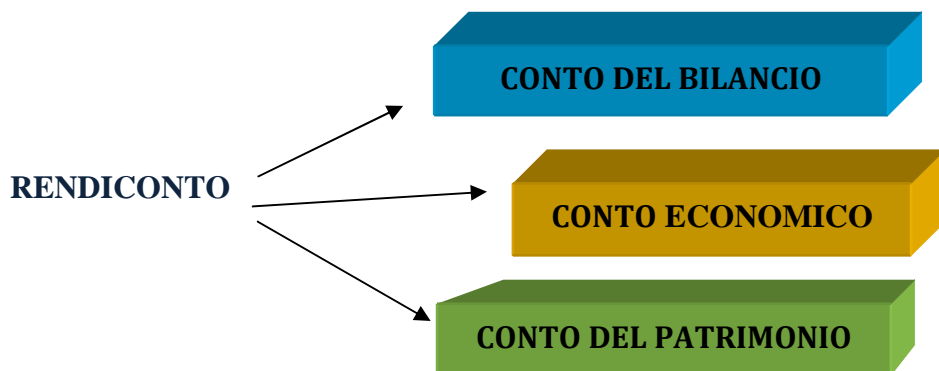 CONTO DEL BILANCIO
RENDICONTO
CONTO ECONOMICO
CONTO DEL PATRIMONIO